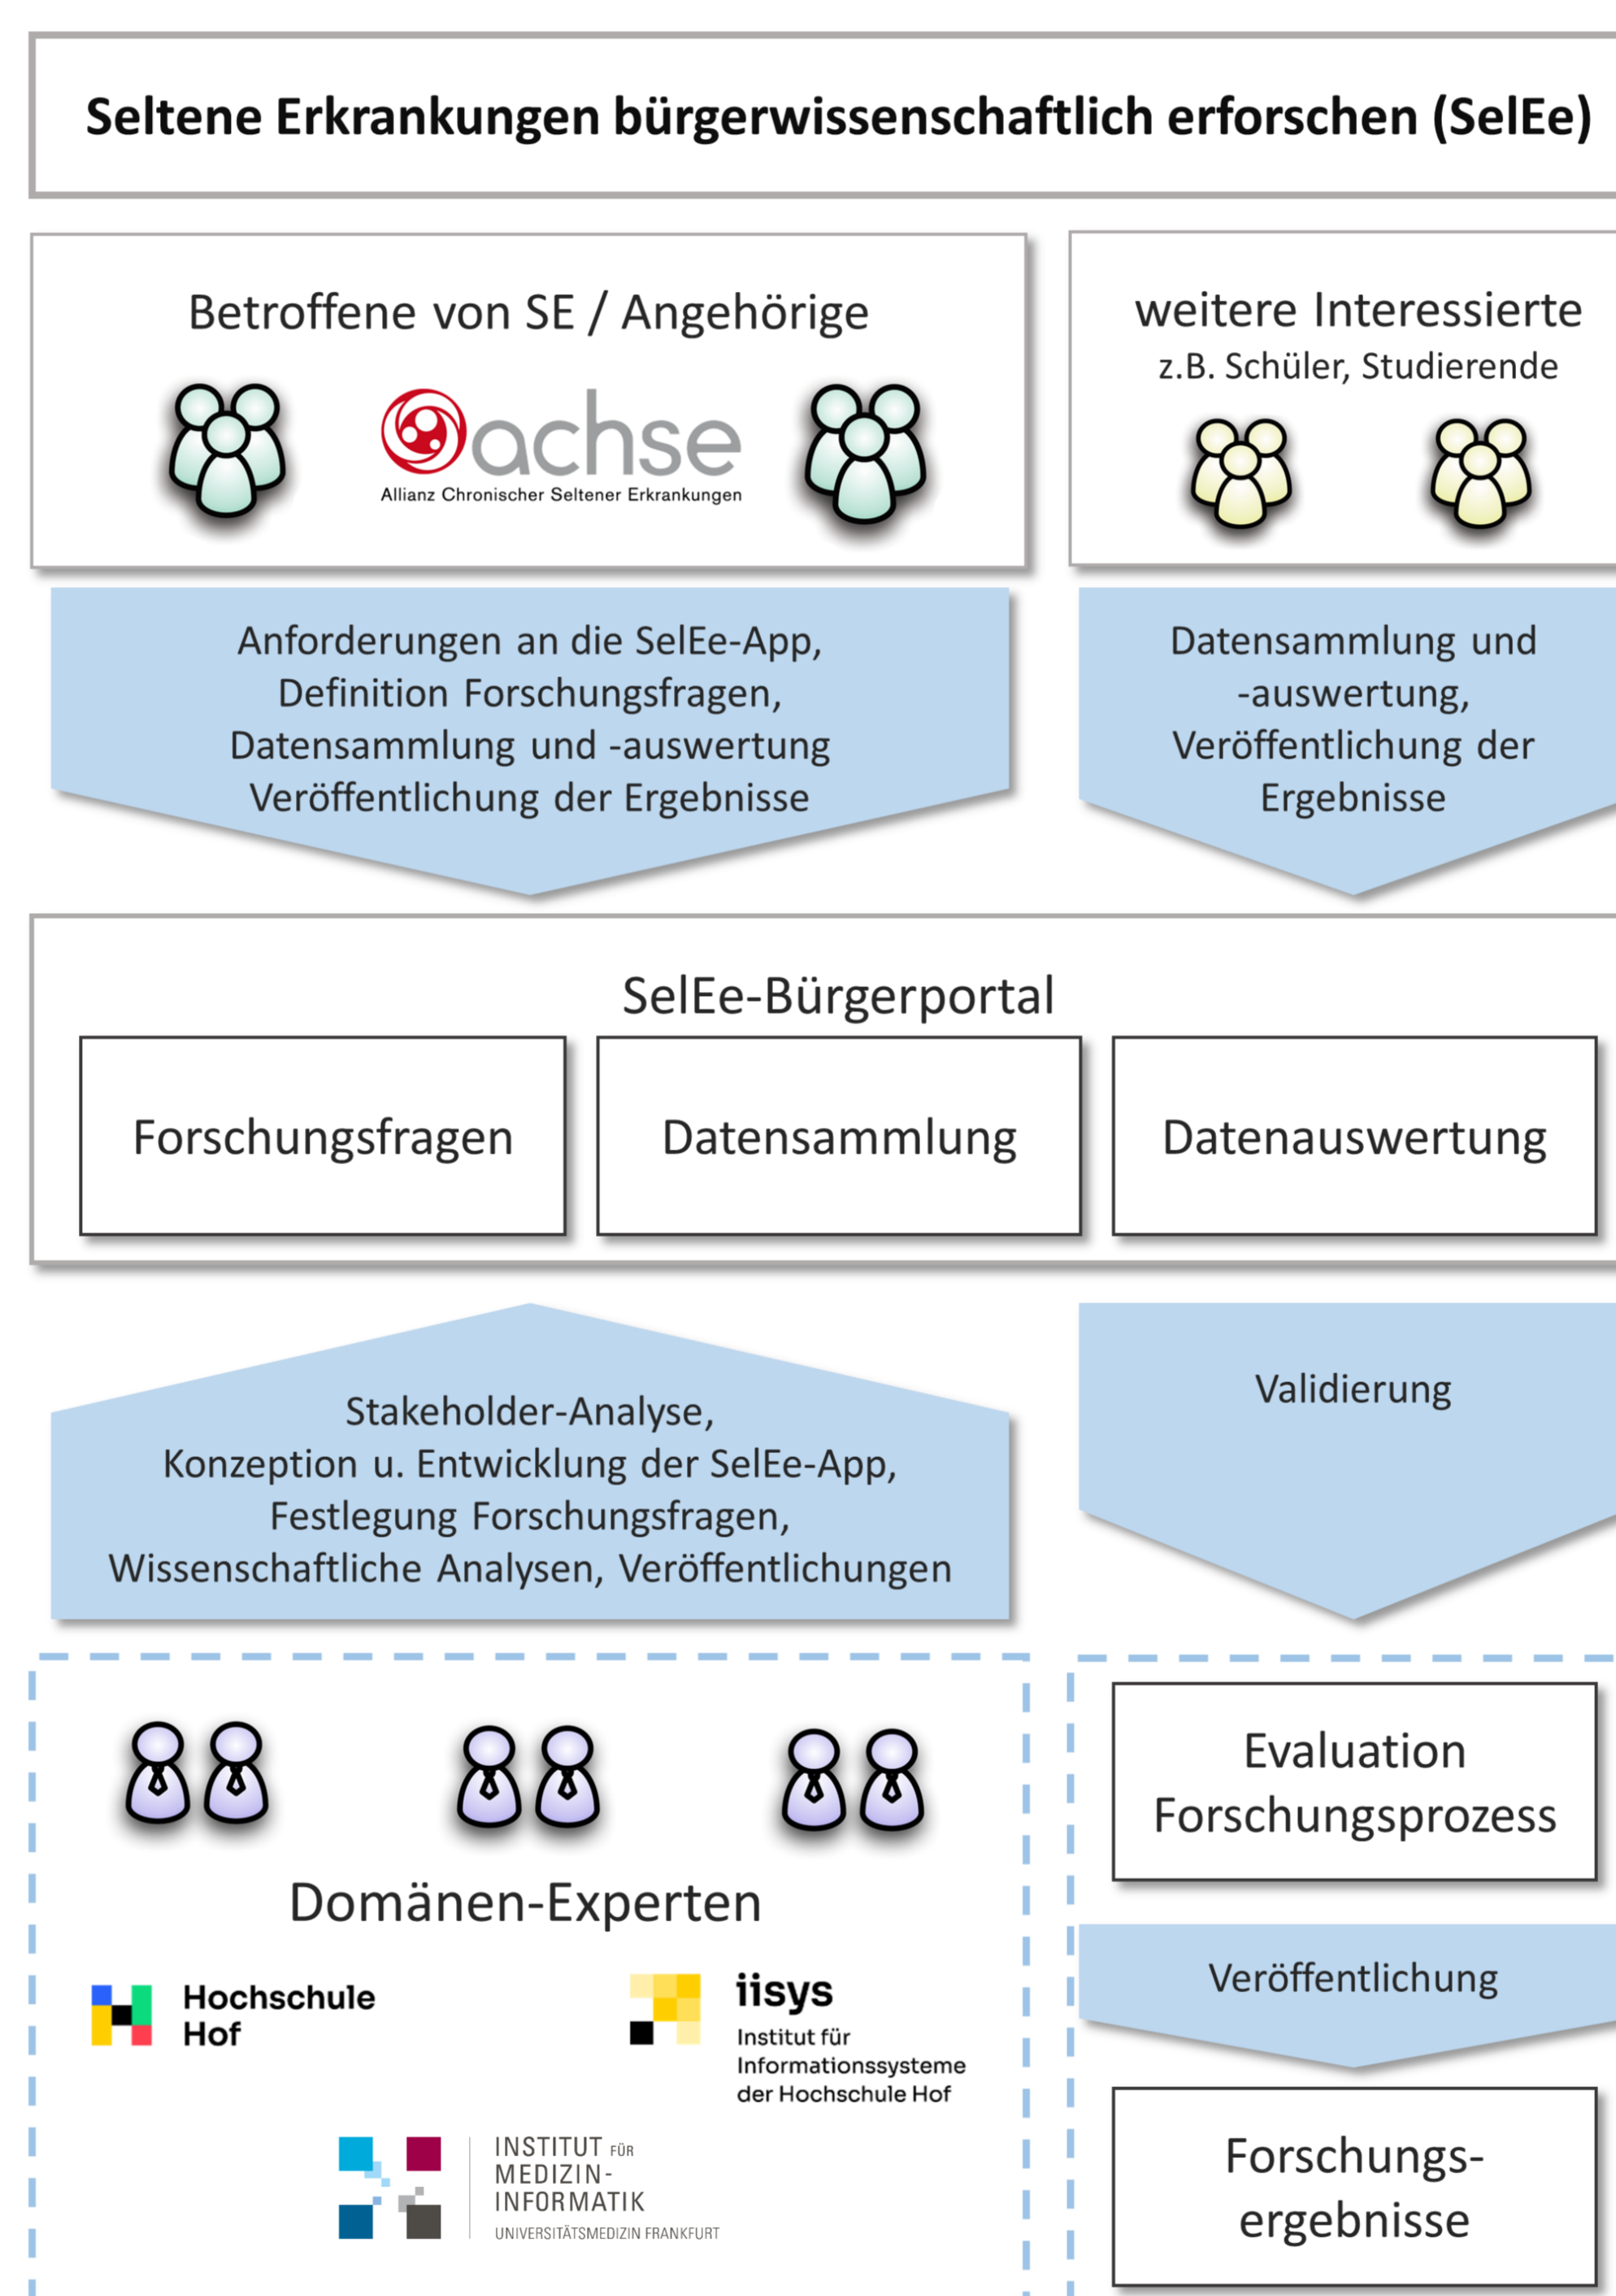 Seltene Erkrankungen bürgerwissenschaftlich erforschen (SelEe)
Betroffene von SE / Angehörige
achse
Allianz Chronischer Seltener Erkrankungen
weitere Interessierte
z.B. Schüler, Studierende
Anforderungen an die SelEe-App,
Definition Forschungsfragen,
Datensammlung und -auswertung
Veröffentlichung der Ergebnisse
Datensammlung und
-auswertung,
Veröffentlichung der
Ergebnisse
SelEe-Bürgerportal
Forschungsfragen
Datensammlung
Datenauswertung
Stakeholder-Analyse,
Konzeption u. Entwicklung der SelEe-App,
Festlegung Forschungsfragen,
Wissenschaftliche Analysen, Veröffentlichungen
Validierung
Domänen-Experten
Hochschule
Hof
iisys
Institut für
Informationssysteme
der Hochschule Hof
INSTITUT FÜR
MEDIZIN-
INFORMATIK
UNIVERSITÄTSMEDIZIN FRANKFURT
Evaluation
Forschungsprozess
Veröffentlichung
Forschungs-
ergebnisse